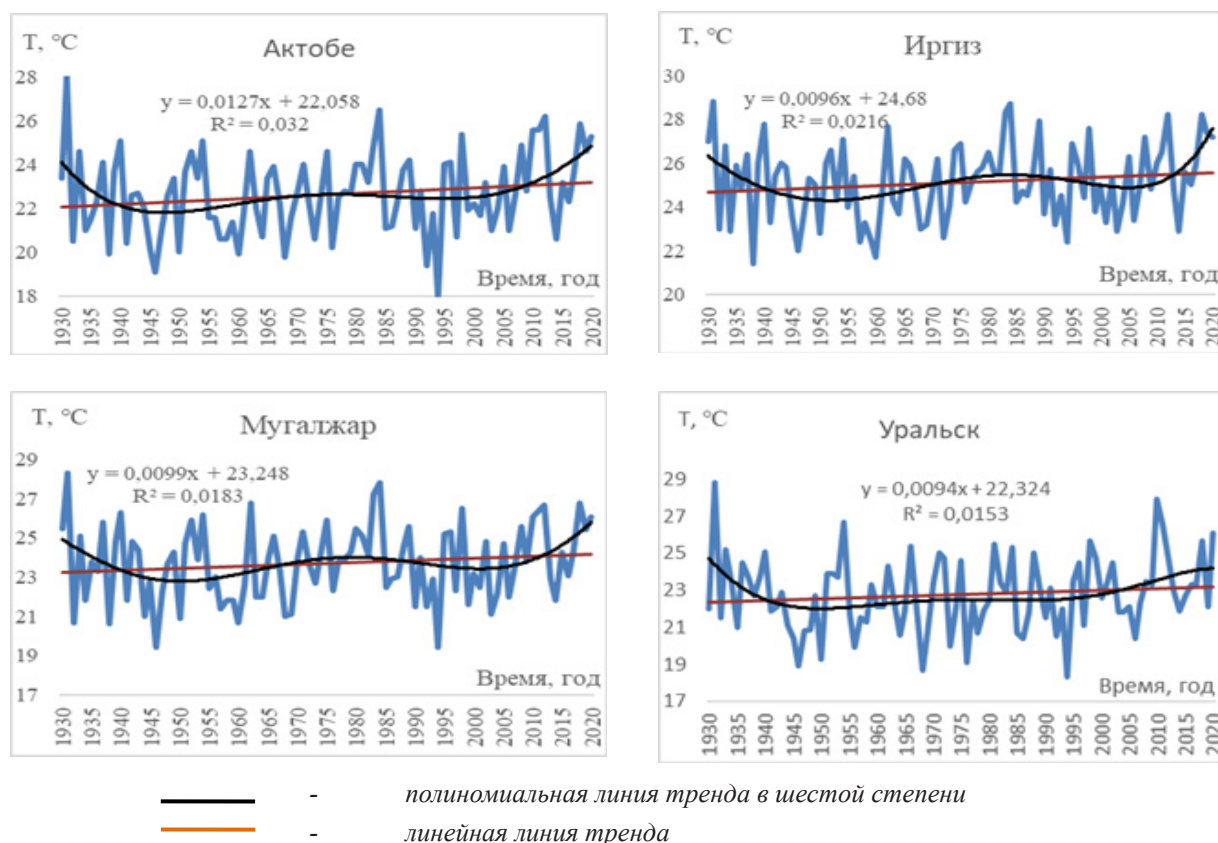 Т, °С
Актобе
y = 0,0127x + 22,058
R² = 0,032
28
26
24
22
20
18
Время, год
1930 1935 1940 1945 1950 1955 1960 1965 1970 1975 1980 1985 1990 1995 2000 2005 2010 2015 2020
Т, °С
Иргиз
y = 0,0096x + 24,68
R² = 0,0216
30
28
26
24
22
20
Время, год
1930 1935 1940 1945 1950 1955 1960 1965 1970 1975 1980 1985 1990 1995 2000 2005 2010 2015 2020
Т, °С
Мугалжар
y = 0,0099x + 23,248
R² = 0,0183
29
27
25
23
21
19
17
Время, год
1930 1935 1940 1945 1950 1955 1960 1965 1970 1975 1980 1985 1990 1995 2000 2005 2010 2015 2020
Т, °С
Уральск
y = 0,0094x + 22,324
R² = 0,0153
29
27
25
23
21
19
17
Время, год
1930 1935 1940 1945 1950 1955 1960 1965 1970 1975 1980 1985 1990 1995 2000 2005 2010 2015 2020
- полиномиальная линия тренда в шестой степени
- линейная линия тренда